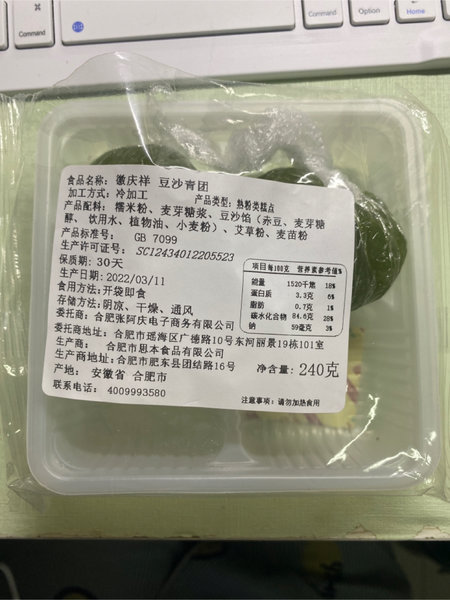 ⌘
Command
Command
Option
Home
食品名称: 徽庆祥 豆沙青团
加工方式: 冷加工 产品类型: 熟粉类糕点
产品配料: 糯米粉、麦芽糖浆、豆沙馅(赤豆、麦芽糖
醇、饮用水、植物油、小麦粉)、艾草粉、麦苗粉
产品标准号: GB 7099
生产许可证号: SC12434012205523
保质期: 30天
生产日期: 2022/03/11
食用方法: 开袋即食
存储方法: 阴凉、干燥、通风
委托商: 合肥张阿庆电子商务有限公司
委托商地址: 合肥市瑶海区广德路10号东河丽景19栋101室
生产商: 合肥市思本食品有限公司
生产商地址: 合肥市肥东县团结路16号
产地: 安徽省 合肥市
联系电话: 4009993580
项目每100克 营养素参考值%
能量 1520千焦 18%
蛋白质 3.3克 6%
脂肪 0.7克 1%
碳水化合物 84.6克 28%
钠 59毫克 3%
净含量: 240克
注意事项: 请勿加热食用